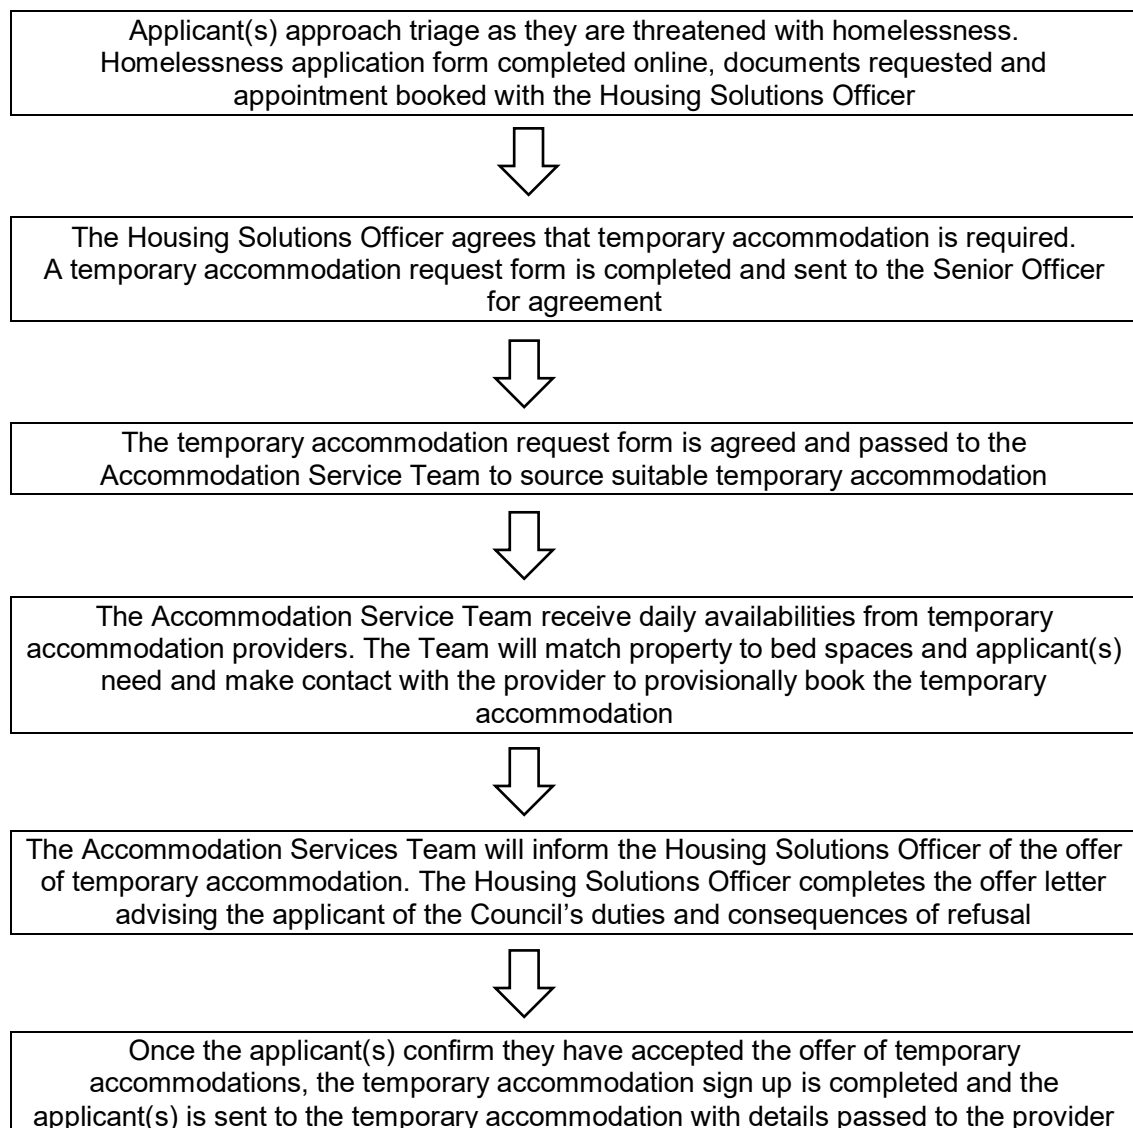 Applicant(s) approach triage as they are threatened with homelessness.
Homelessness application form completed online, documents requested and
appointment booked with the Housing Solutions Officer
The Housing Solutions Officer agrees that temporary accommodation is required.
A temporary accommodation request form is completed and sent to the Senior Officer
for agreement
The temporary accommodation request form is agreed and passed to the
Accommodation Service Team to source suitable temporary accommodation
The Accommodation Service Team receive daily availabilities from temporary
accommodation providers. The Team will match property to bed spaces and applicant(s)
need and make contact with the provider to provisionally book the temporary
accommodation
The Accommodation Services Team will inform the Housing Solutions Officer of the offer
of temporary accommodation. The Housing Solutions Officer completes the offer letter
advising the applicant of the Council’s duties and consequences of refusal
Once the applicant(s) confirm they have accepted the offer of temporary
accommodations, the temporary accommodation sign up is completed and the
applicant(s) is sent to the temporary accommodation with details passed to the provider